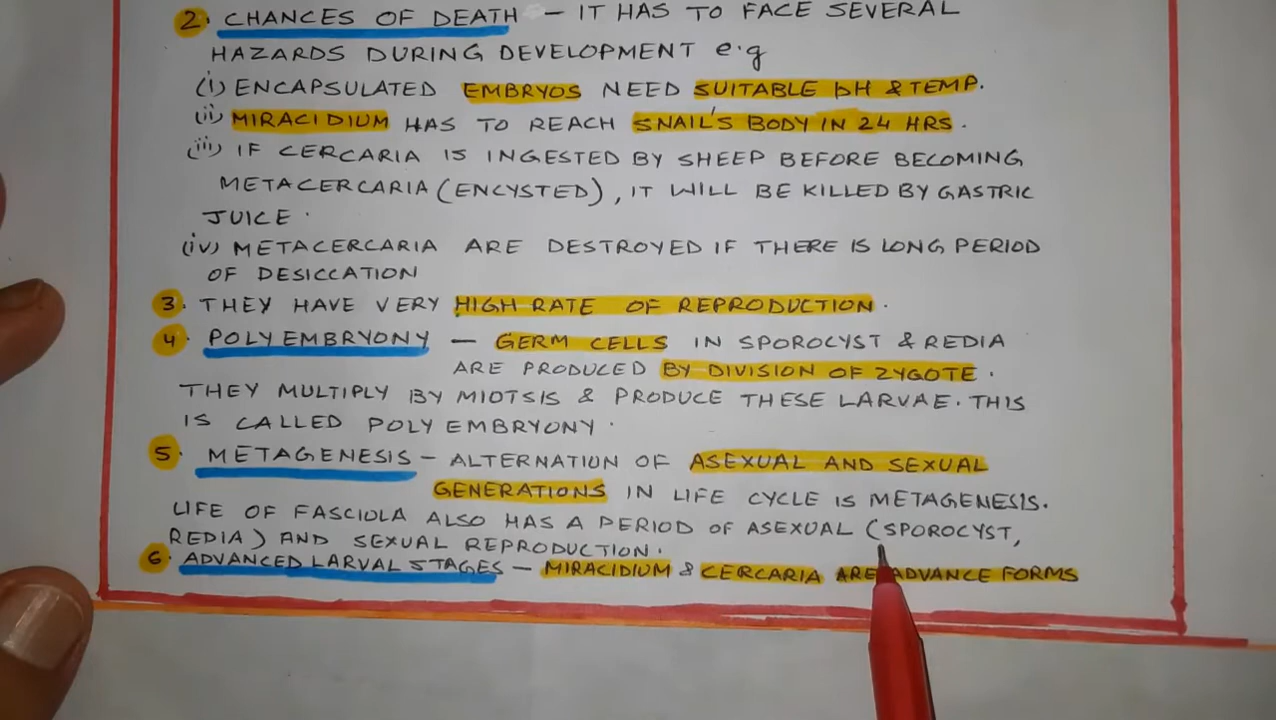 2. CHANCES OF DEATH – IT HAS TO FACE SEVERAL
HAZARDS DURING DEVELOPMENT e.g
(i) ENCAPSULATED EMBRYOS NEED SUITABLE pH & TEMP.
(ii) MIRACIDIUM HAS TO REACH SNAIL'S BODY IN 24 HRS.
(iii) IF CERCARIA IS INGESTED BY SHEEP BEFORE BECOMING
METACERCARIA (ENCYSTED), IT WILL BE KILLED BY GASTRIC
JUICE.
(iv) METACERCARIA ARE DESTROYED IF THERE IS LONG PERIOD
OF DESICCATION
3. THEY HAVE VERY HIGH RATE OF REPRODUCTION.
4. POLYEMBRYONY – GERM CELLS IN SPOROCYST & REDIA
ARE PRODUCED BY DIVISION OF ZYGOTE.
THEY MULTIPLY BY MIOTSIS & PRODUCE THESE LARVAE. THIS
IS CALLED POLYEMBRYONY.
5. METAGENESIS – ALTERNATION OF ASEXUAL AND SEXUAL
GENERATIONS IN LIFE CYCLE IS METAGENESIS.
LIFE OF FASCIOLA ALSO HAS A PERIOD OF ASEXUAL (SPOROCYST,
REDIA) AND SEXUAL REPRODUCTION.
6. ADVANCED LARVAL STAGES – MIRACIDIUM & CERCARIA ARE ADVANCE FORMS